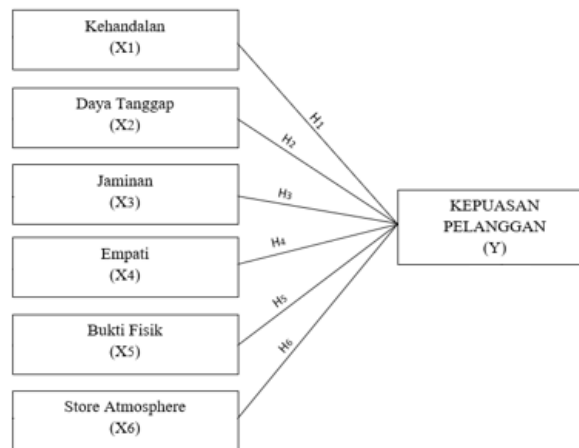 Kehandalan
(X1)
H1
Daya Tanggap
(X2)
H2
Jaminan
(X3)
H3
Empati
(X4)
H4
Bukti Fisik
(X5)
H5
Store Atmosphere
(X6)
H6
KEPUASAN
PELANGGAN
(Y)